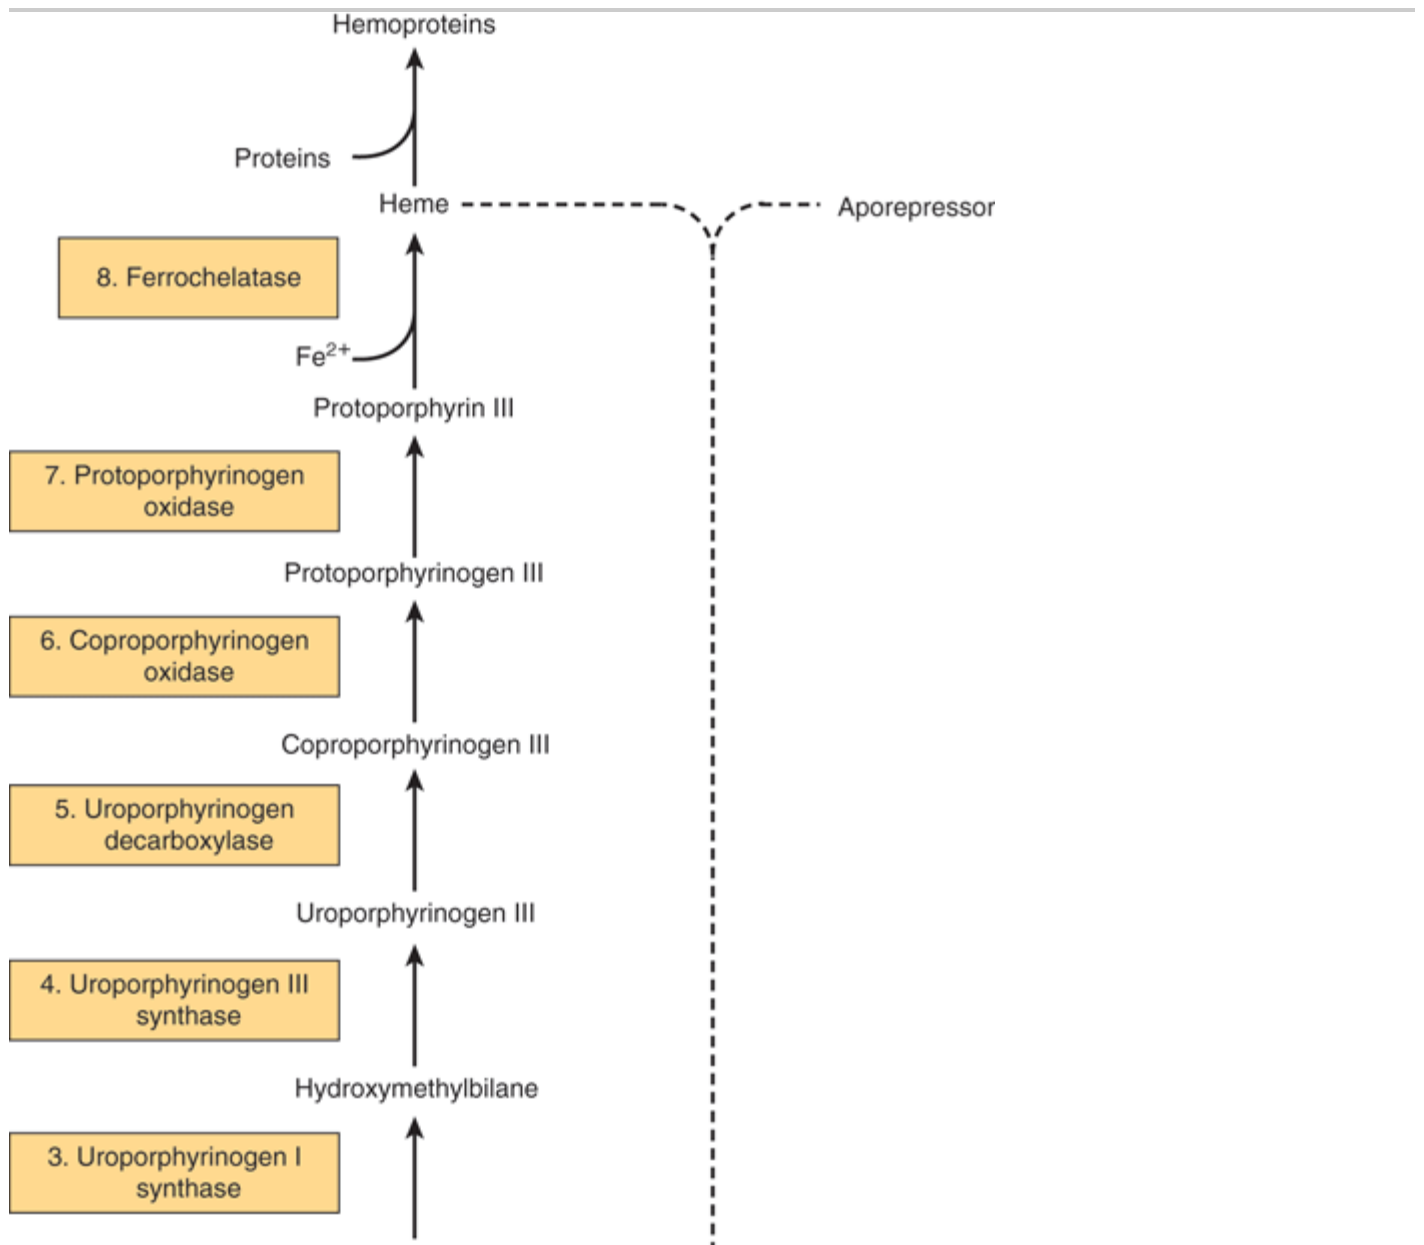 Hemoproteins
Proteins
Heme
Aporepressor
8. Ferrochelatase
Fe²⁺
Protoporphyrin III
7. Protoporphyrinogen
oxidase
Protoporphyrinogen III
6. Coproporphyrinogen
oxidase
Coproporphyrinogen III
5. Uroporphyrinogen
decarboxylase
Uroporphyrinogen III
4. Uroporphyrinogen III
synthase
Hydroxymethylbilane
3. Uroporphyrinogen I
synthase